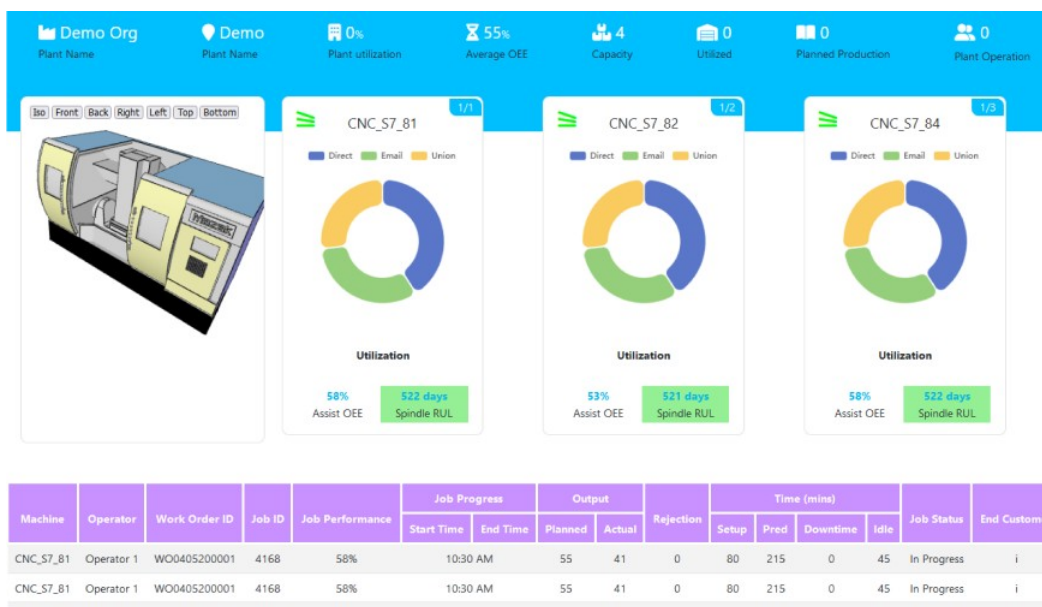 Demo Org Demo 0% 55% 4 0 0 0
Plant Name Plant Name Plant utilization Average OEE Capacity Utilized Planned Production Plant Operation
Iso Front Back Right Left Top Bottom
Mazak
1/1
CNC_S7_81
Direct Email Union
Utilization
58% 522 days
Assist OEE Spindle RUL
1/2
CNC_S7_82
Direct Email Union
Utilization
53% 521 days
Assist OEE Spindle RUL
1/3
CNC_S7_84
Direct Email Union
Utilization
58% 522 days
Assist OEE Spindle RUL
Machine Operator Work Order ID Job ID Job Performance Job Progress Output Rejection Time (mins) Job Status End Custome
Start Time End Time Planned Actual Setup Pred Downtime Idle
CNC_S7_81 Operator 1 WO0405200001 4168 58% 10:30 AM 55 41 0 80 215 0 45 In Progress i
CNC_S7_81 Operator 1 WO0405200001 4168 58% 10:30 AM 55 41 0 80 215 0 45 In Progress i